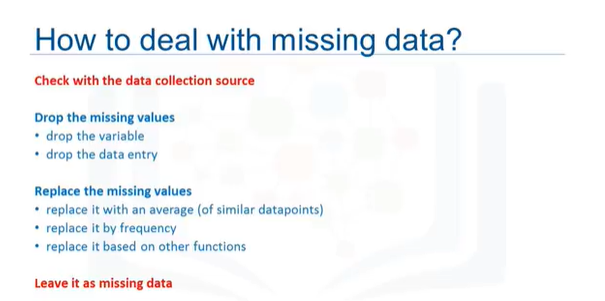 How to deal with missing data?
Check with the data collection source
Drop the missing values
• drop the variable
• drop the data entry
Replace the missing values
• replace it with an average (of similar datapoints)
• replace it by frequency
• replace it based on other functions
Leave it as missing data